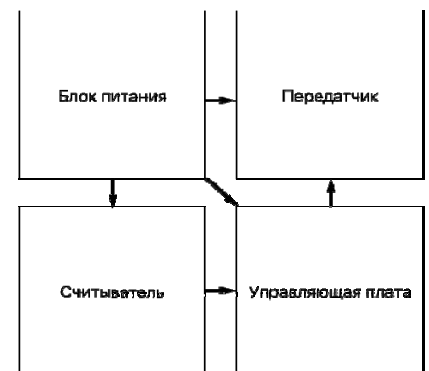 Блок питания
Передатчик
Считыватель
Управляющая плата